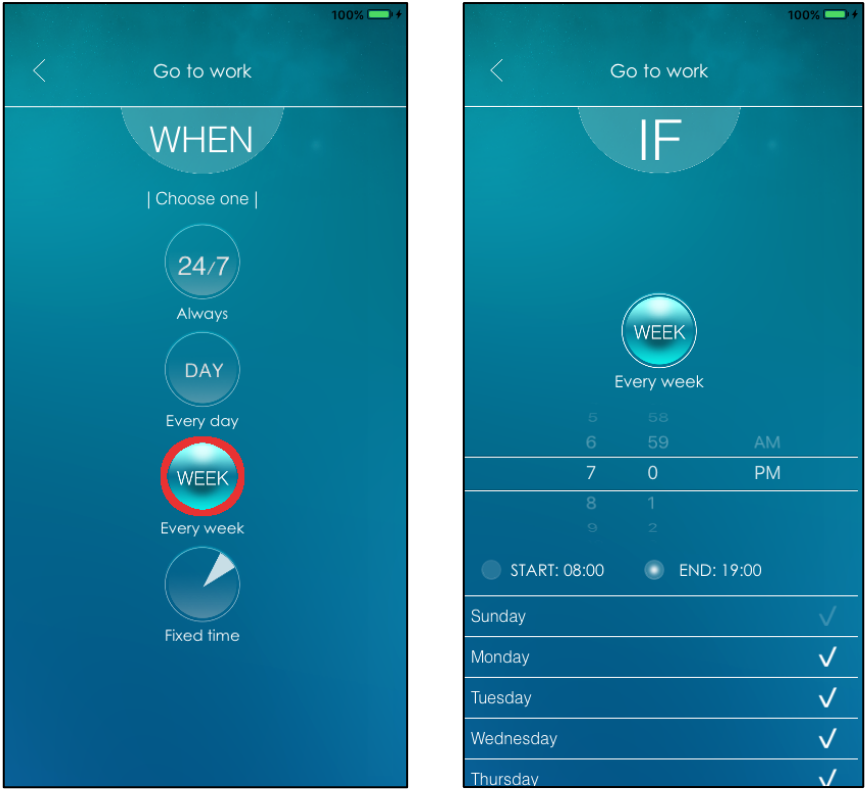 100%
Go to work
WHEN
| Choose one |
24/7
Always
DAY
Every day
WEEK
Every week
Fixed time
100%
Go to work
IF
WEEK
Every week
5 58
6 59 AM
7 0 PM
8 1
9 2
START: 08:00 END: 19:00
Sunday
Monday
Tuesday
Wednesday
Thursday